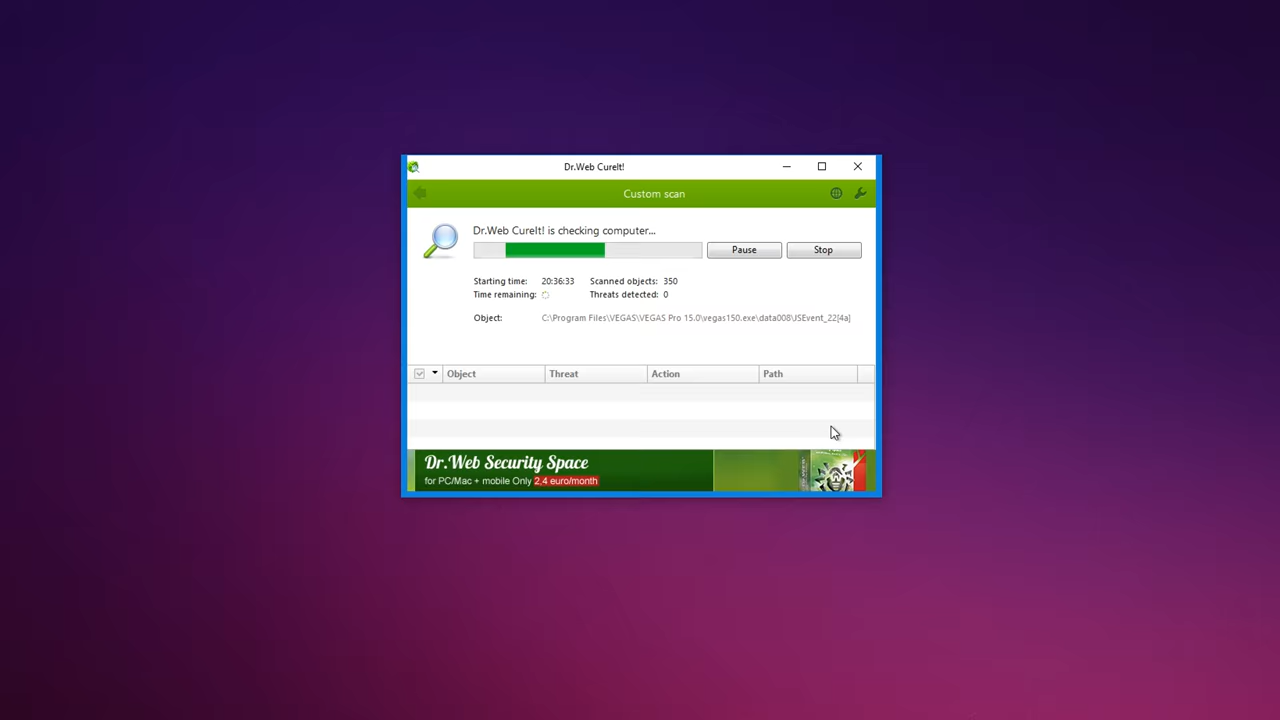 Dr.Web CureIt!
Custom scan
Dr.Web CureIt! is checking computer...
Pause
Stop
Starting time: 20:36:33 Scanned objects: 350
Time remaining: Threats detected: 0
Object: C:\Program Files\VEGAS\VEGAS Pro 15.0\vegas150.exe\data008\JSEvent_22[4a]
Object Threat Action Path
Dr.Web Security Space
for PC/Mac + mobile Only 2,4 euro/month